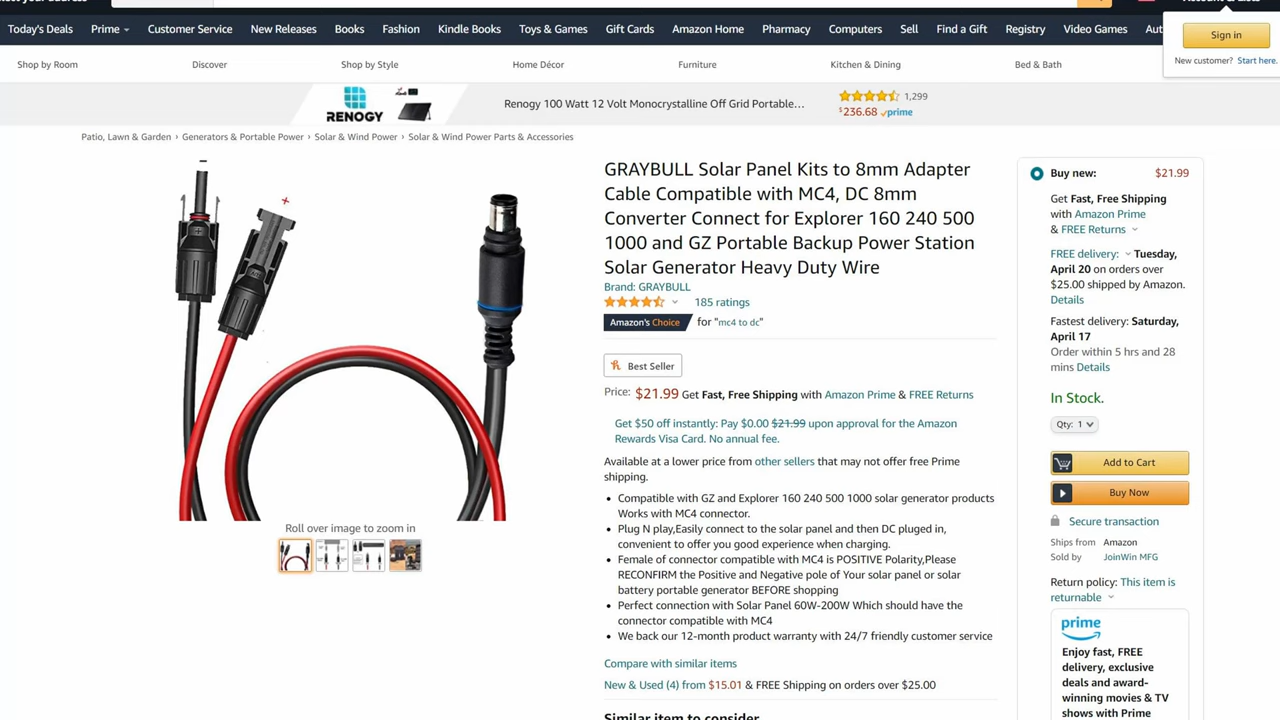 Today's Deals Prime Customer Service New Releases Books Fashion Kindle Books Toys & Games Gift Cards Amazon Home Pharmacy Computers Sell Find a Gift Registry Video Games Aut
Sign in
New customer? Start here.
Shop by Room Discover Shop by Style Home Décor Furniture Kitchen & Dining Bed & Bath
RENOGY
Renogy 100 Watt 12 Volt Monocrystalline Off Grid Portable…
1,299
$236.68 prime
Patio, Lawn & Garden › Generators & Portable Power › Solar & Wind Power › Solar & Wind Power Parts & Accessories
GRAYBULL Solar Panel Kits to 8mm Adapter
Cable Compatible with MC4, DC 8mm
Converter Connect for Explorer 160 240 500
1000 and GZ Portable Backup Power Station
Solar Generator Heavy Duty Wire
Brand: GRAYBULL
185 ratings
Amazon's Choice for "mc4 to dc"
Best Seller
Price: $21.99 Get Fast, Free Shipping with Amazon Prime & FREE Returns
Get $50 off instantly: Pay $0.00 $21.99 upon approval for the Amazon
Rewards Visa Card. No annual fee.
Available at a lower price from other sellers that may not offer free Prime
shipping.
• Compatible with GZ and Explorer 160 240 500 1000 solar generator products
Works with MC4 connector.
• Plug N play,Easily connect to the solar panel and then DC pluged in,
convenient to offer you good experience when charging.
• Female of connector compatible with MC4 is POSITIVE Polarity,Please
RECONFIRM the Positive and Negative pole of Your solar panel or solar
battery portable generator BEFORE shopping
• Perfect connection with Solar Panel 60W-200W Which should have the
connector compatible with MC4
• We back our 12-month product warranty with 24/7 friendly customer service
Compare with similar items
New & Used (4) from $15.01 & FREE Shipping on orders over $25.00
Similar item to consider
Roll over image to zoom in
Buy new: $21.99
Get Fast, Free Shipping
with Amazon Prime
& FREE Returns
FREE delivery: Tuesday,
April 20 on orders over
$25.00 shipped by Amazon.
Details
Fastest delivery: Saturday,
April 17
Order within 5 hrs and 28
mins Details
In Stock.
Qty: 1
Add to Cart
Buy Now
Secure transaction
Ships from Amazon
Sold by JoinWin MFG
Return policy: This item is
returnable
prime
Enjoy fast, FREE
delivery, exclusive
deals and award-
winning movies & TV
shows with Prime